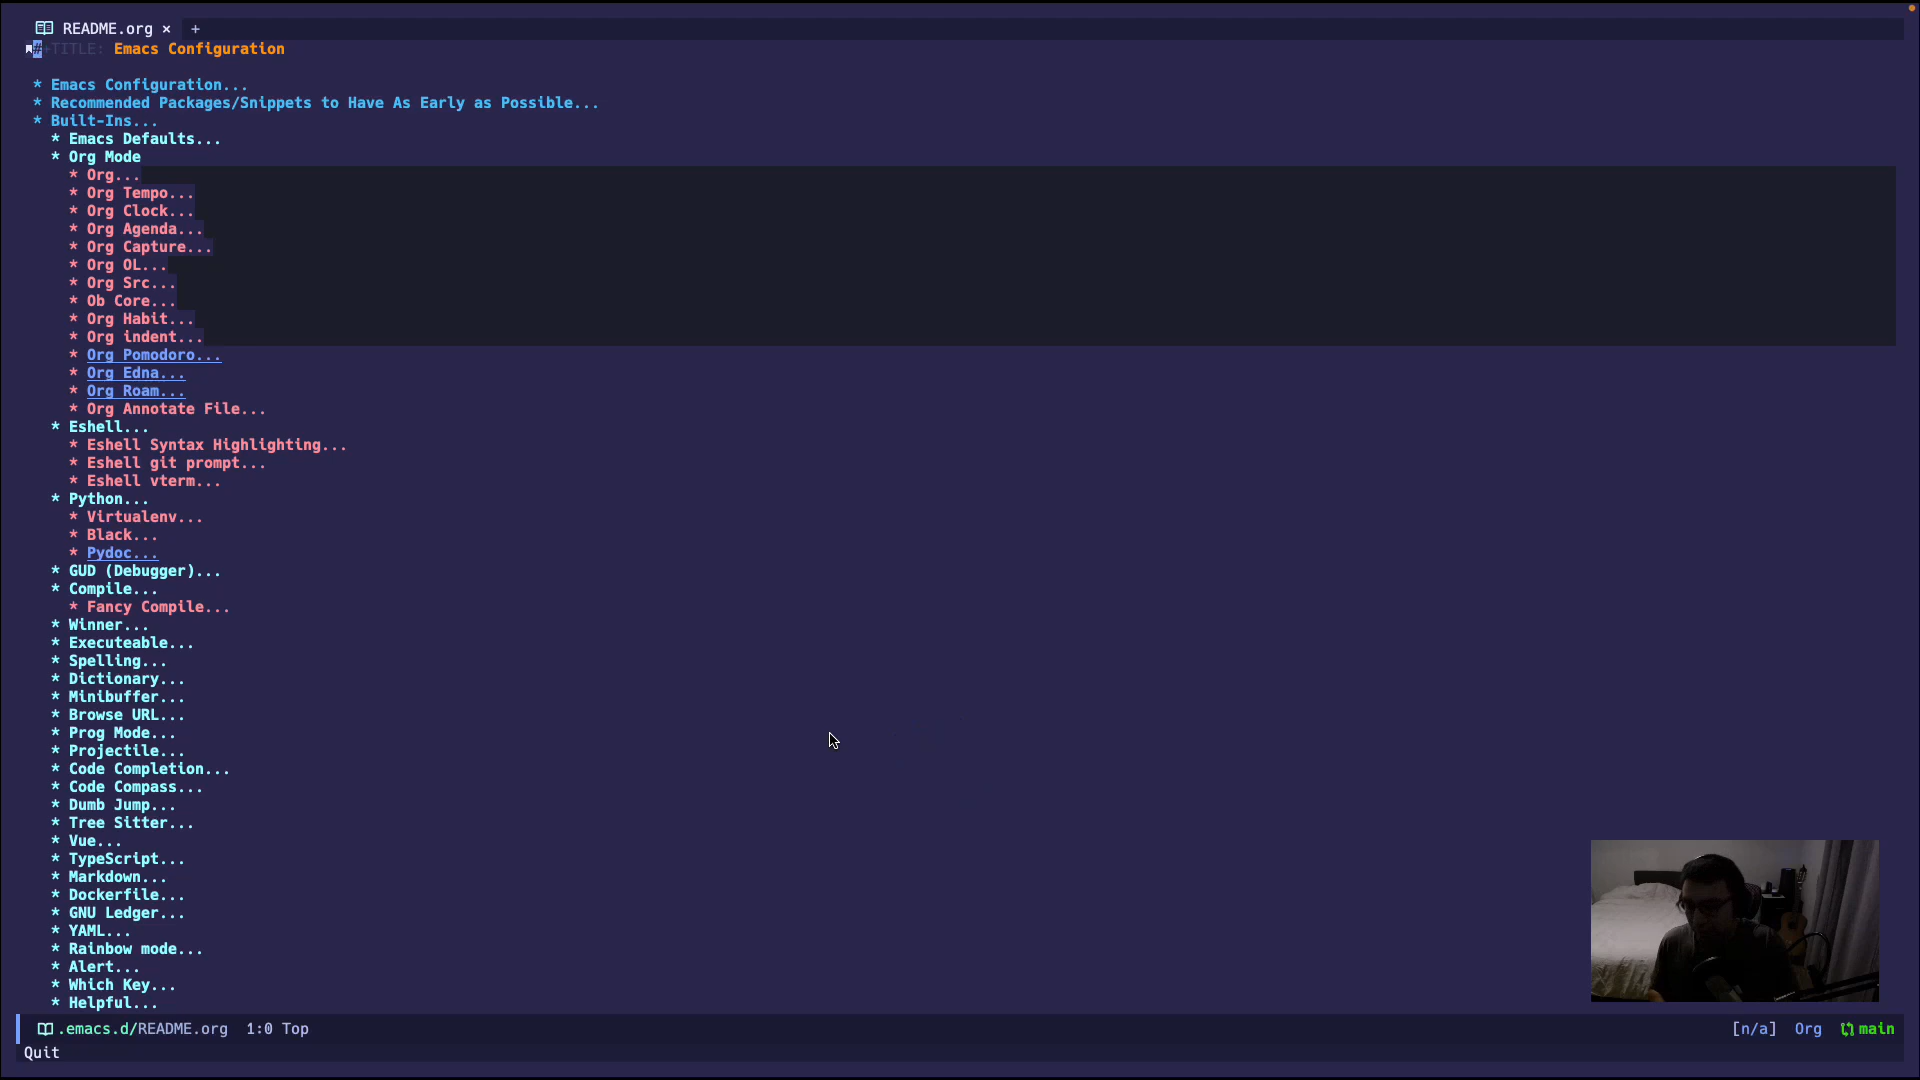 README.org × +
#+TITLE: Emacs Configuration
* Emacs Configuration...
* Recommended Packages/Snippets to Have As Early as Possible...
* Built-Ins...
* Emacs Defaults...
* Org Mode
* Org...
* Org Tempo...
* Org Clock...
* Org Agenda...
* Org Capture...
* Org OL...
* Org Src...
* Ob Core...
* Org Habit...
* Org indent...
* Org Pomodoro...
* Org Edna...
* Org Roam...
* Org Annotate File...
* Eshell...
* Eshell Syntax Highlighting...
* Eshell git prompt...
* Eshell vterm...
* Python...
* Virtualenv...
* Black...
* Pydoc...
* GUD (Debugger)...
* Compile...
* Fancy Compile...
* Winner...
* Executeable...
* Spelling...
* Dictionary...
* Minibuffer...
* Browse URL...
* Prog Mode...
* Projectile...
* Code Completion...
* Code Compass...
* Dumb Jump...
* Tree Sitter...
* Vue...
* TypeScript...
* Markdown...
* Dockerfile...
* GNU Ledger...
* YAML...
* Rainbow mode...
* Alert...
* Which Key...
* Helpful...
.emacs.d/README.org 1:0 Top [n/a] Org main
Quit